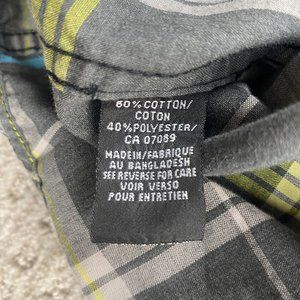 60% COTTON/
COTON
40% POLYESTER/
CA 07089
MADE IN/FABRIQUE
AU BANGLADESH
SEE REVERSE FOR CARE
VOIR VERSO
POUR ENTRETIEN